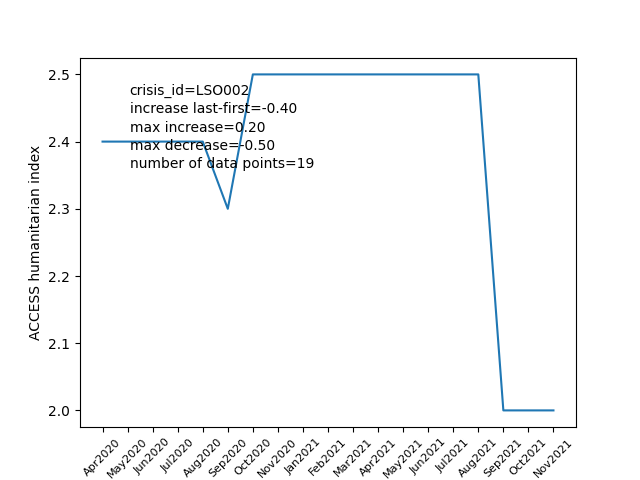 2.5
2.4
2.3
2.2
2.1
2.0
ACCESS humanitarian index
crisis_id=LSO002
increase last-first=-0.40
max increase=0.20
max decrease=-0.50
number of data points=19
Apr2020
May2020
Jun2020
Jul2020
Aug2020
Sep2020
Oct2020
Nov2020
Jan2021
Feb2021
Mar2021
Apr2021
May2021
Jun2021
Jul2021
Aug2021
Sep2021
Oct2021
Nov2021